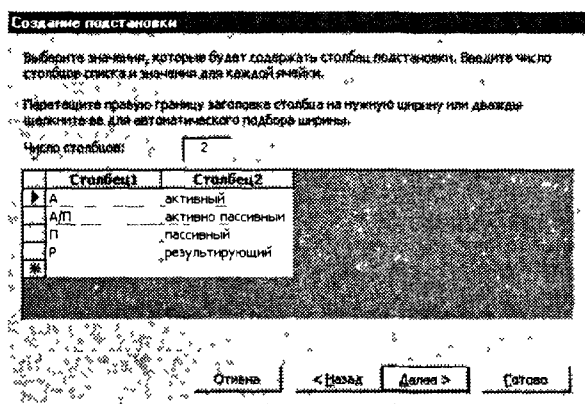 Создание подстановки
Выберите значения, которые будет содержать столбец подстановки. Введите число
столбцов списка и значения для каждой ячейки.
Перетащите правую границу заголовка столбца на нужную ширину или дважды
щелкните ее для автоматического подбора ширины.
Число столбцов: 2
Столбец1 Столбец2
А активный
А/П активно пассивный
П пассивный
Р результирующий
Отмена < Назад Далее > Готово